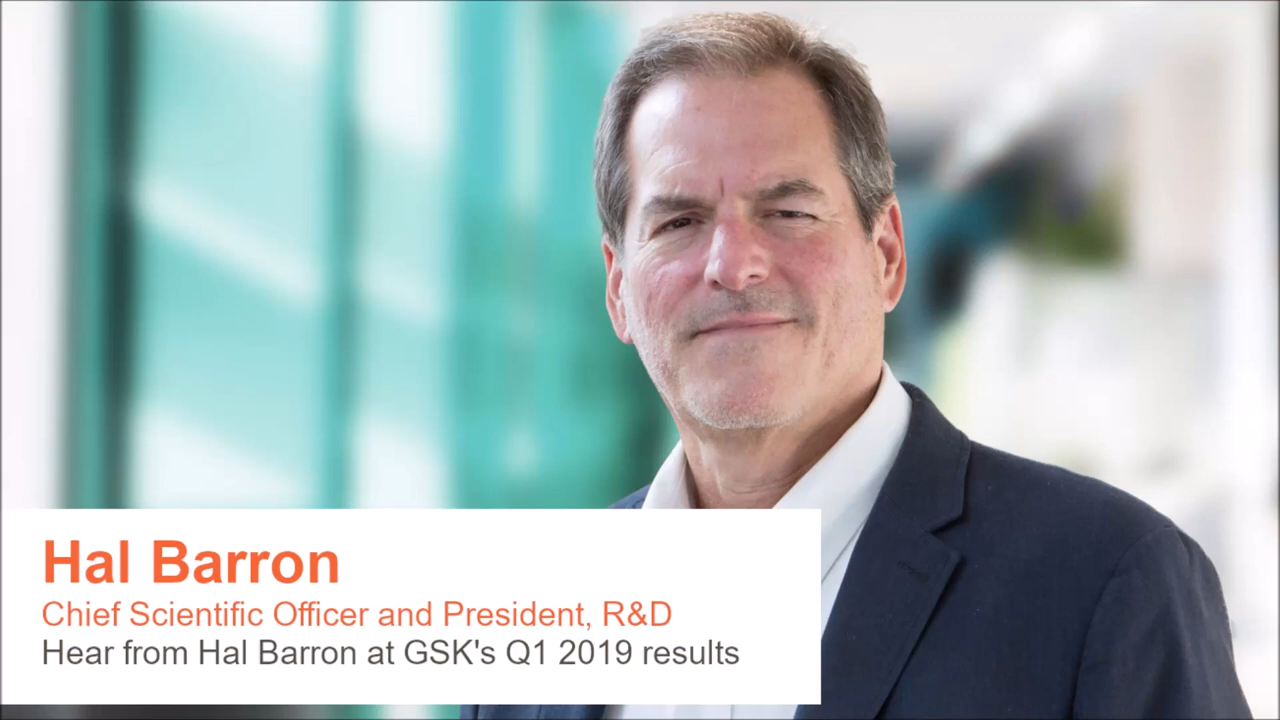 Hal Barron
Chief Scientific Officer and President, R&D
Hear from Hal Barron at GSK's Q1 2019 results